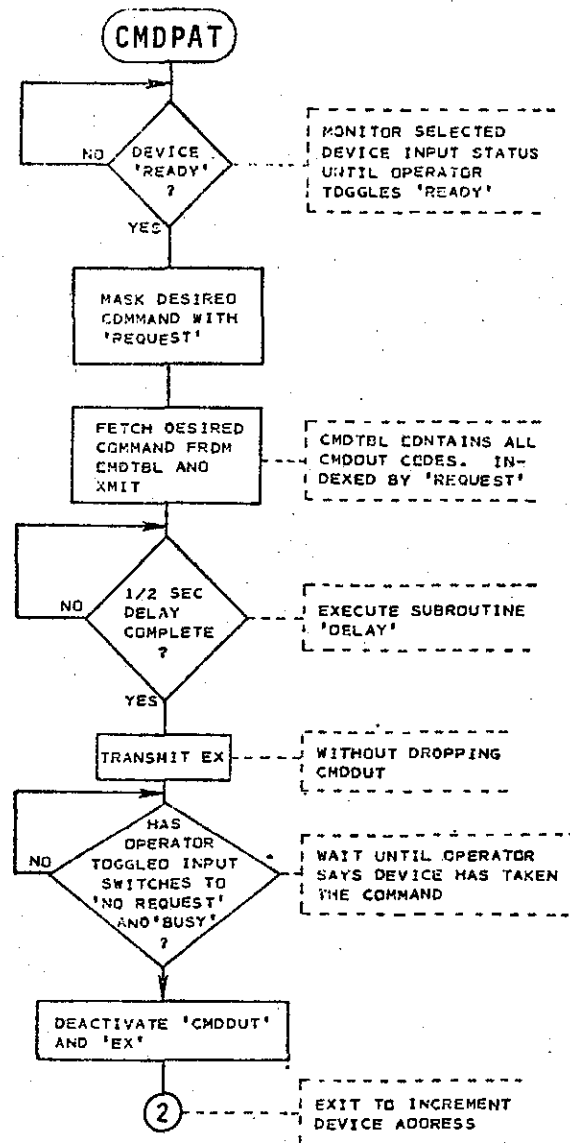 CMDPAT
DEVICE
'READY'
?
NO
YES
MONITOR SELECTED
DEVICE INPUT STATUS
UNTIL OPERATOR
TOGGLES 'READY'
MASK DESIRED
COMMAND WITH
'REQUEST'
FETCH DESIRED
COMMAND FROM
CMDTBL AND
XMIT
CMDTBL CONTAINS ALL
CMDOUT CODES. IN-
DEXED BY 'REQUEST'
1/2 SEC
DELAY
COMPLETE
?
NO
YES
EXECUTE SUBROUTINE
'DELAY'
TRANSMIT EX
WITHOUT DROPPING
CMDOUT
HAS
OPERATOR
TOGGLED INPUT
SWITCHES TO
'NO REQUEST'
AND 'BUSY'
?
NO
WAIT UNTIL OPERATOR
SAYS DEVICE HAS TAKEN
THE COMMAND
DEACTIVATE 'CMDOUT'
AND 'EX'
2
EXIT TO INCREMENT
DEVICE ADDRESS